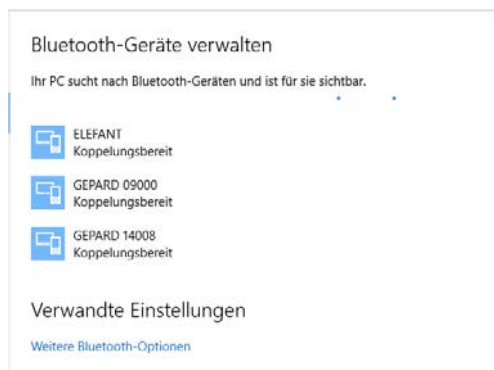 Bluetooth-Geräte verwalten
Ihr PC sucht nach Bluetooth-Geräten und ist für sie sichtbar.
ELEFANT
Koppelungsbereit
GEPARD 09000
Koppelungsbereit
GEPARD 14008
Koppelungsbereit
Verwandte Einstellungen
Weitere Bluetooth-Optionen